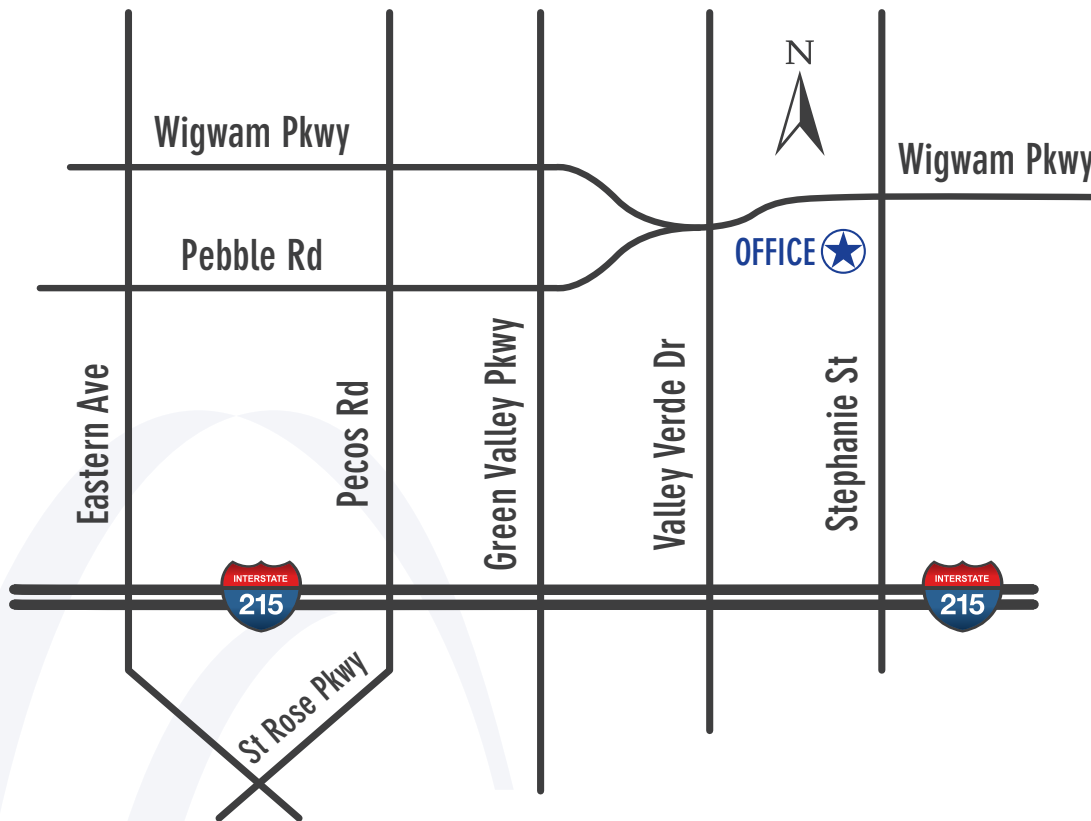 N
Wigwam Pkwy
Wigwam Pkwy
Pebble Rd
OFFICE
Eastern Ave
Pecos Rd
Green Valley Pkwy
Valley Verde Dr
Stephanie St
INTERSTATE
215
INTERSTATE
215
St Rose Pkwy